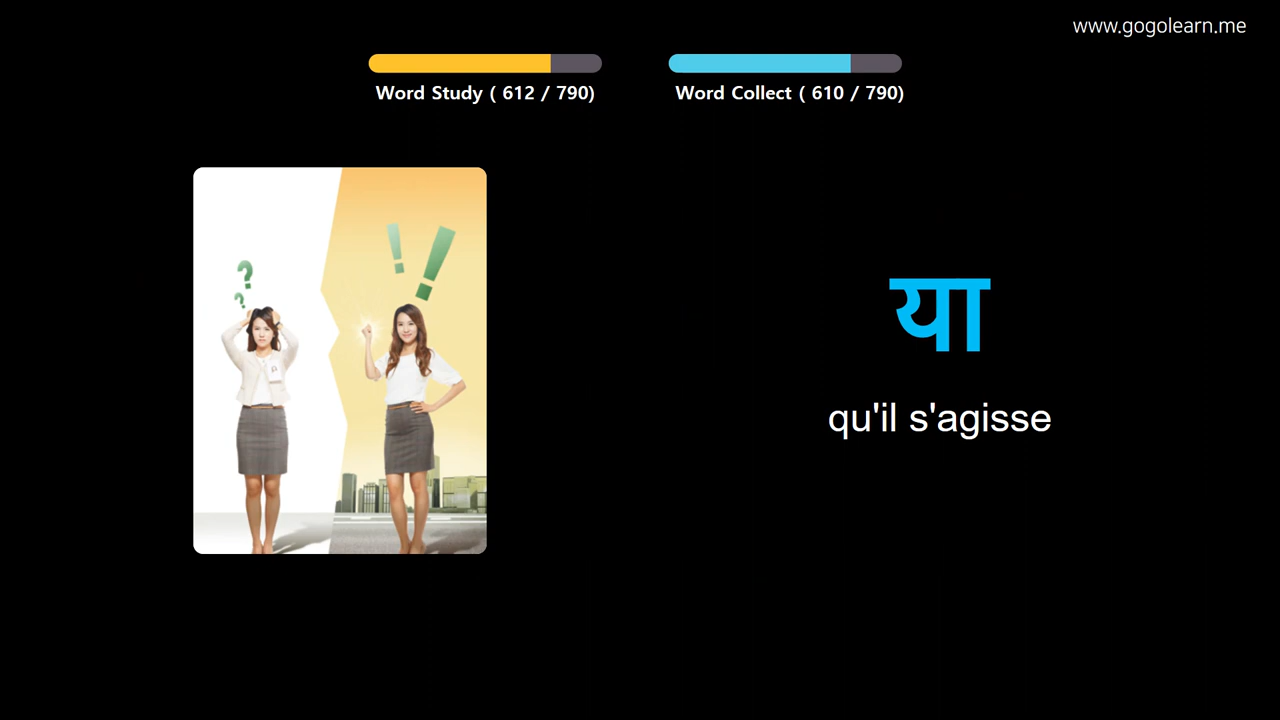 www.gogolearn.me
Word Study ( 612 / 790)
Word Collect ( 610 / 790)
? ?
! !
या
qu'il s'agisse